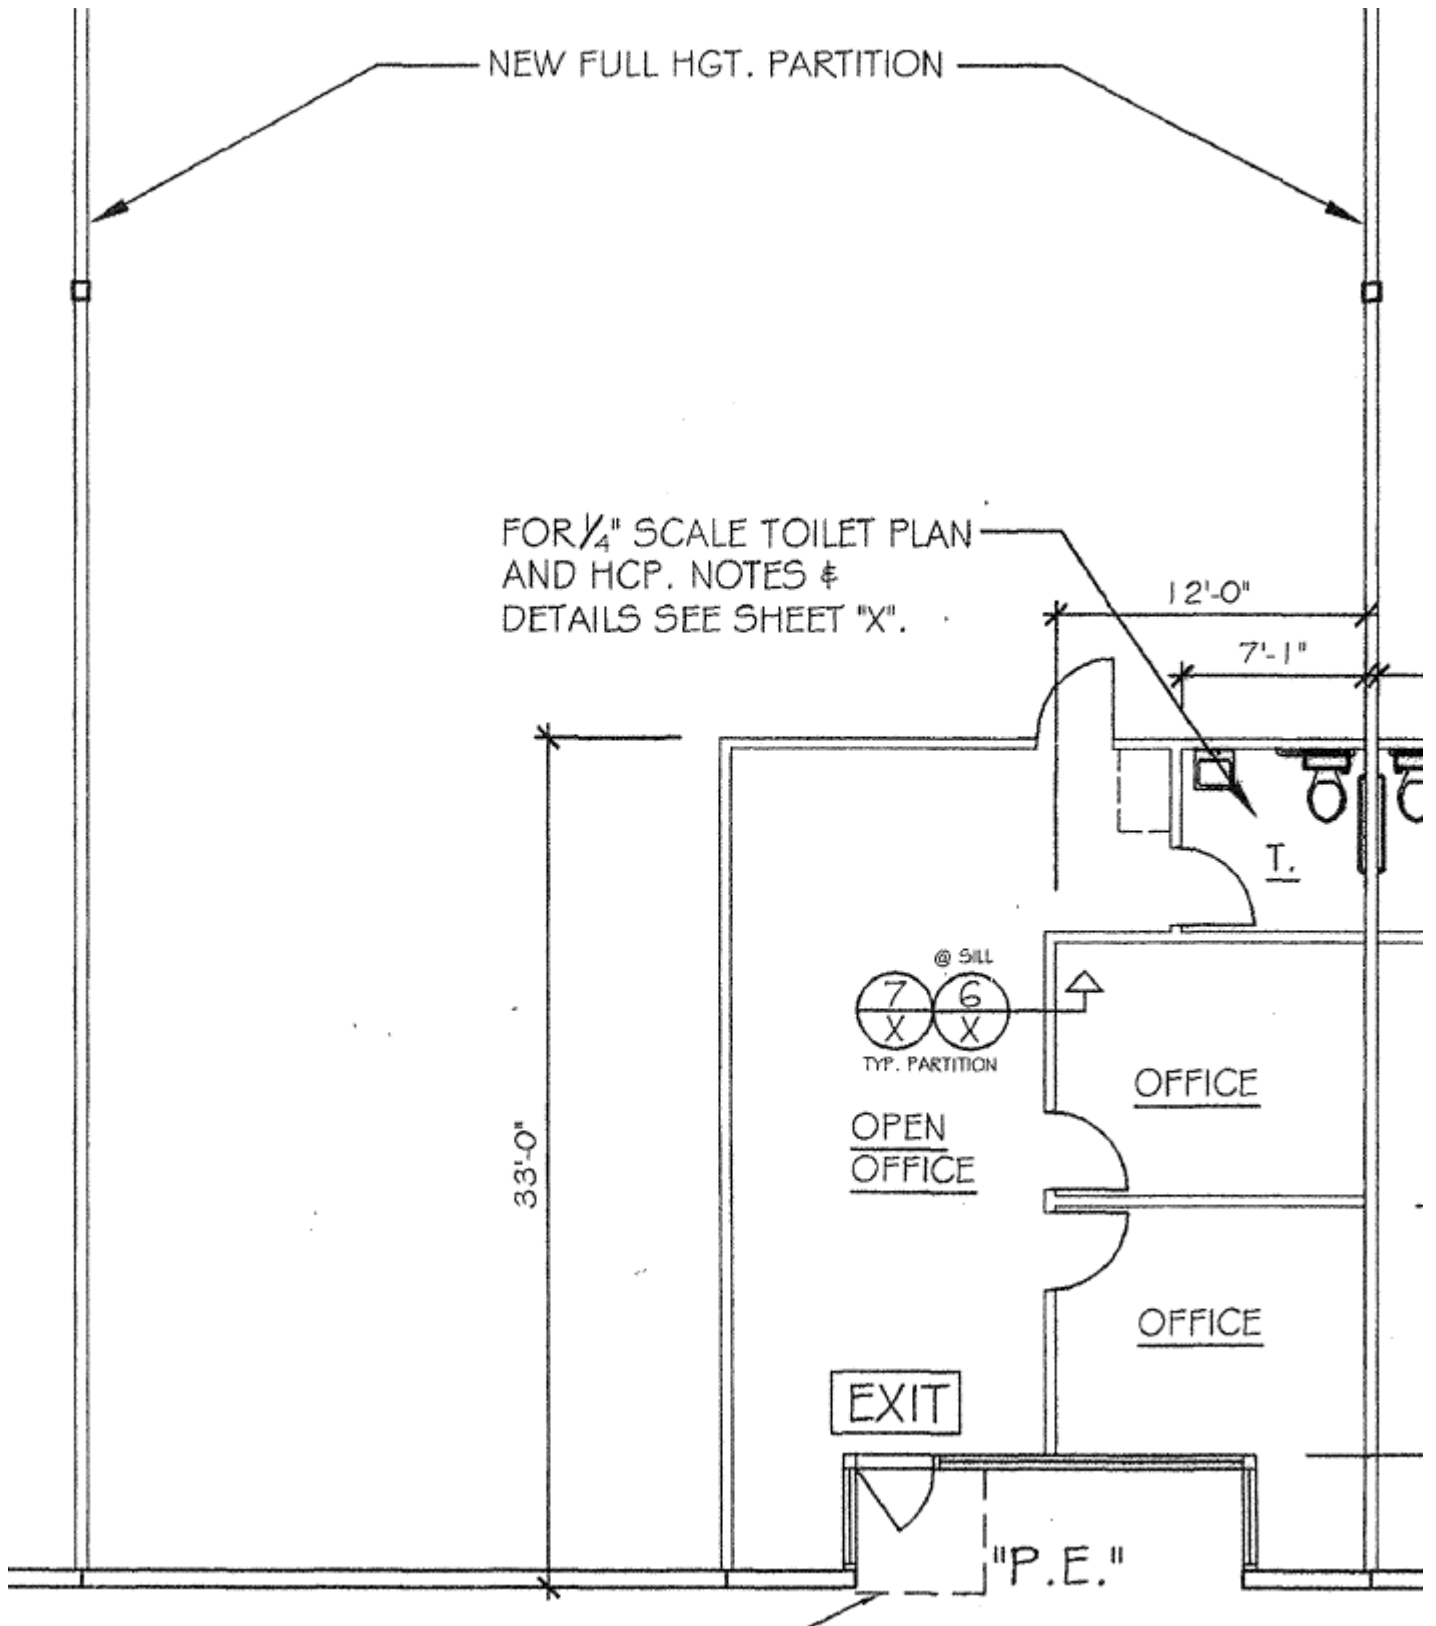 NEW FULL HGT. PARTITION
FOR 1/4" SCALE TOILET PLAN
AND HCP. NOTES &
DETAILS SEE SHEET "X".
12'-0"
7'-1"
T.
@ SILL
7 6
X X
TYP. PARTITION
OFFICE
OPEN
OFFICE
33'-0"
OFFICE
EXIT
"P.E."